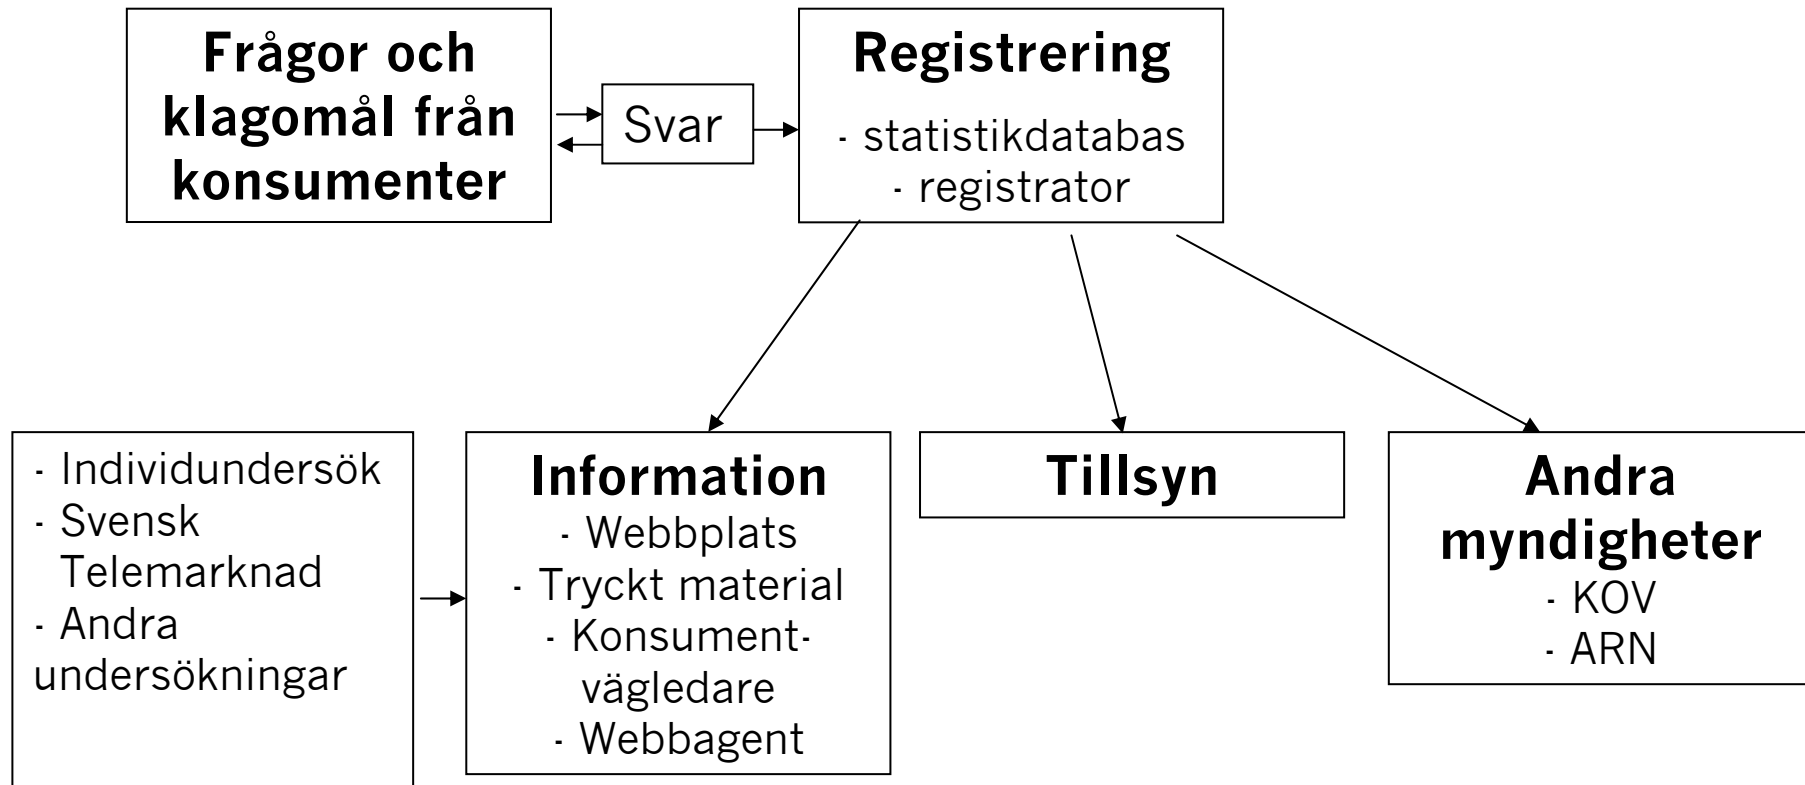 Frågor och
klagomål från
konsumenter
Svar
Registrering
- statistikdatabas
- registrator
- Individundersök
- Svensk
Telemarknad
- Andra
undersökningar
Information
- Webbplats
- Tryckt material
- Konsument-
vägledare
- Webbagent
Tillsyn
Andra
myndigheter
- KOV
- ARN